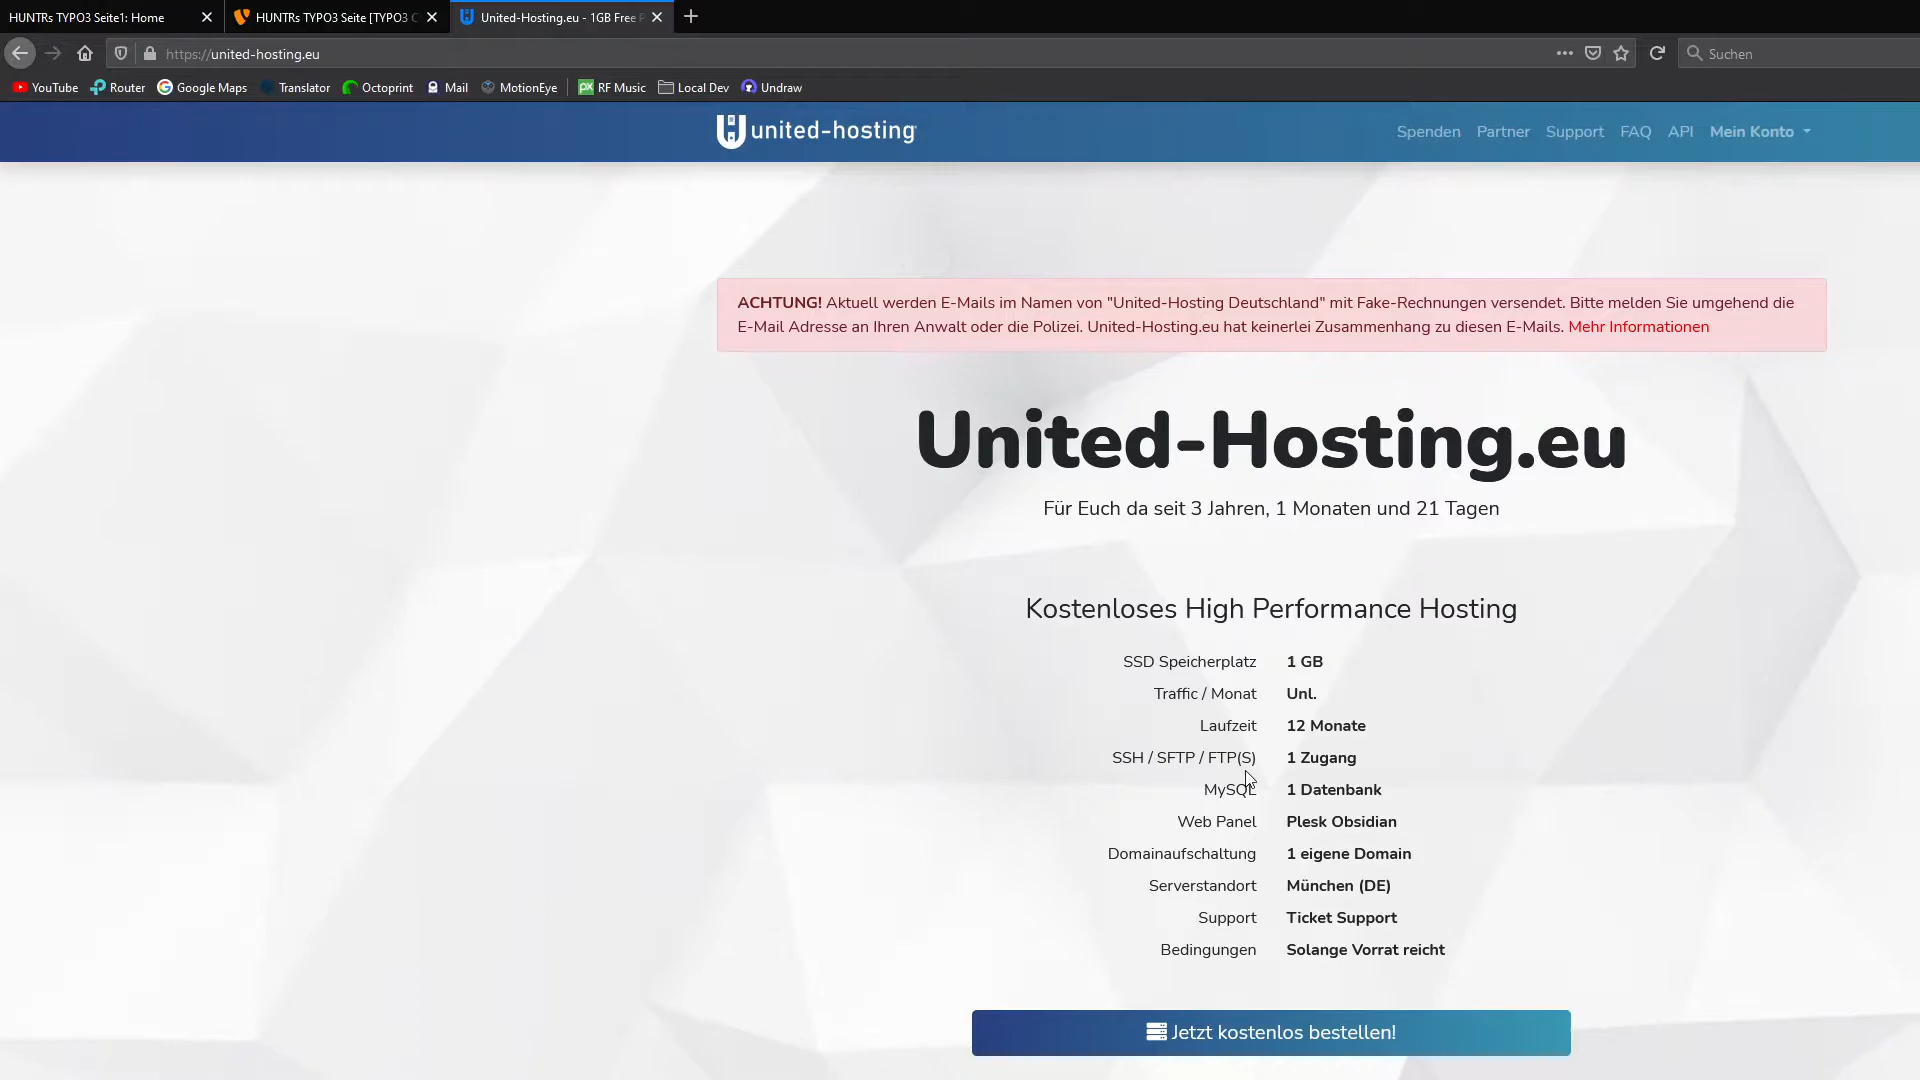 HUNTRs TYPO3 Seite1: Home
HUNTRs TYPO3 Seite [TYPO3 C
United-Hosting.eu - 1GB Free P
https://united-hosting.eu
Suchen
YouTube Router Google Maps Translator Octoprint Mail MotionEye RF Music Local Dev Undraw
united-hosting
Spenden Partner Support FAQ API Mein Konto
ACHTUNG! Aktuell werden E-Mails im Namen von "United-Hosting Deutschland" mit Fake-Rechnungen versendet. Bitte melden Sie umgehend die
E-Mail Adresse an Ihren Anwalt oder die Polizei. United-Hosting.eu hat keinerlei Zusammenhang zu diesen E-Mails. Mehr Informationen
United-Hosting.eu
Für Euch da seit 3 Jahren, 1 Monaten und 21 Tagen
Kostenloses High Performance Hosting
SSD Speicherplatz 1 GB
Traffic / Monat Unl.
Laufzeit 12 Monate
SSH / SFTP / FTP(S) 1 Zugang
MySQL 1 Datenbank
Web Panel Plesk Obsidian
Domainaufschaltung 1 eigene Domain
Serverstandort München (DE)
Support Ticket Support
Bedingungen Solange Vorrat reicht
Jetzt kostenlos bestellen!